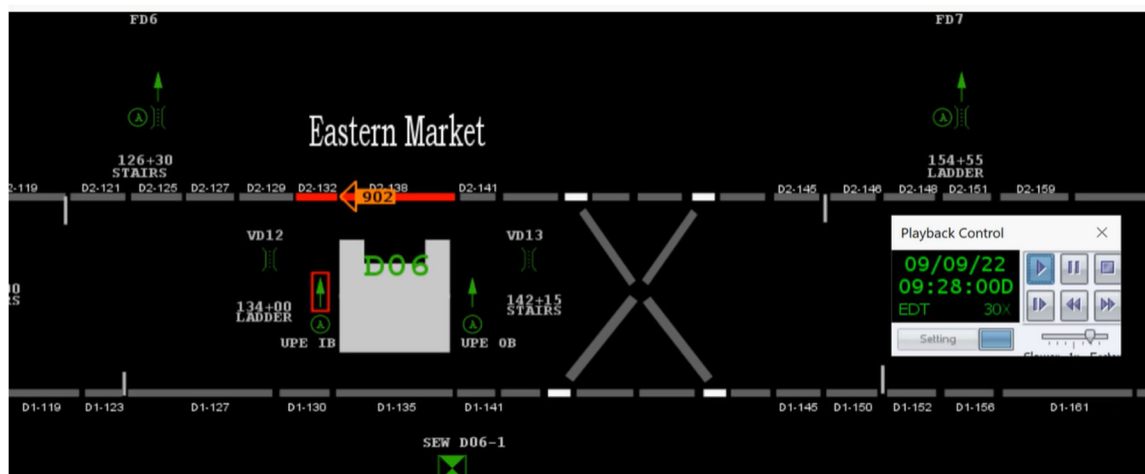 FD6
FD7
Eastern Market
126+30
STAIRS
154+55
LADDER
D2-121
D2-125
D2-127
D2-129
D2-132
D2-138
D2-141
D2-145
D2-146
D2-148
D2-151
D2-159
902
Playback Control
VD12
VD13
D06
09/09/22
09:28:00D
EDT
30X
134+00
LADDER
142+15
STAIRS
A
UPE IB
A
UPE OB
Setting
D1-119
D1-123
D1-127
D1-130
D1-135
D1-141
D1-145
D1-150
D1-152
D1-156
D1-161
SEW D06-1